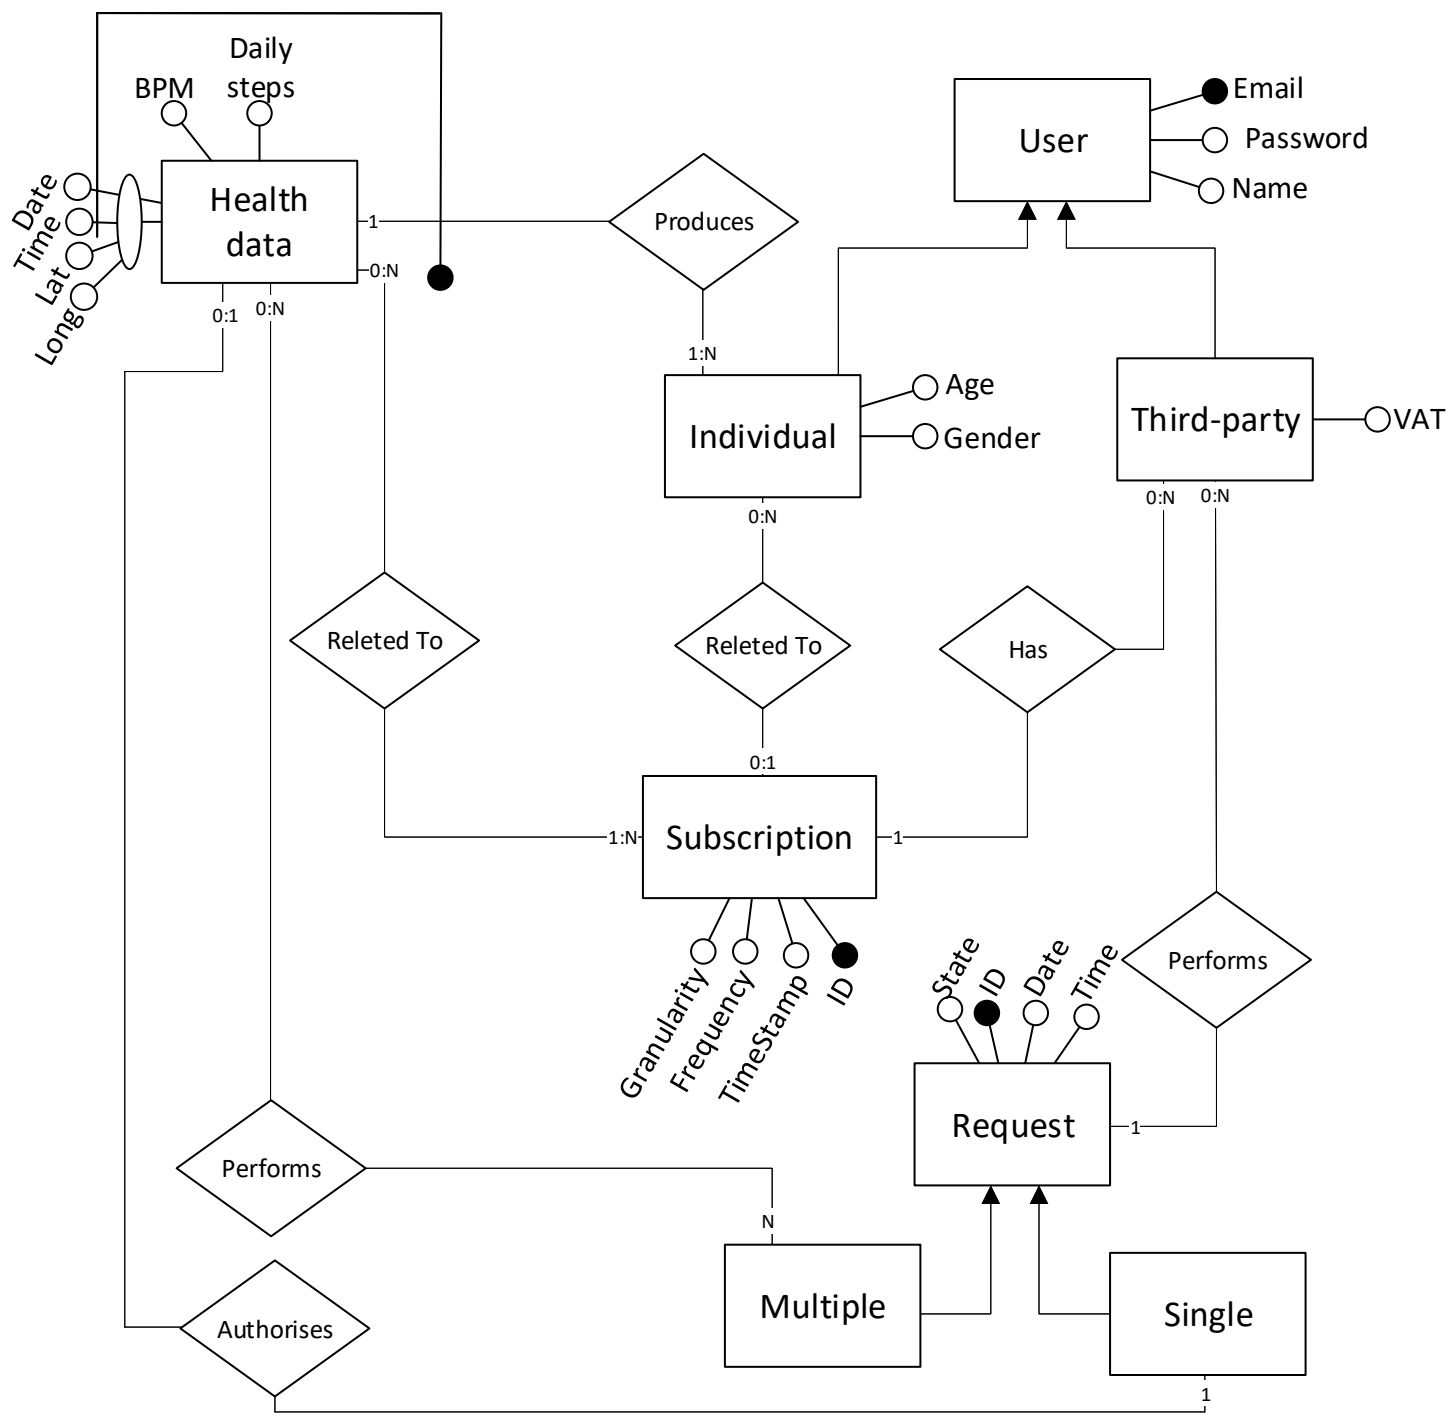 Daily
steps
BPM
Email
User
Password
Name
Date
Time
Lat
Long
Health
data
1
Produces
0:N
0:1
0:N
1:N
Individual
Age
Gender
Third-party
VAT
0:N
0:N
0:N
Releted To
Releted To
Has
0:1
1:N
Subscription
1
Granularity
Frequency
TimeStamp
ID
State
ID
Date
Time
Performs
Request
1
Performs
N
Multiple
Single
Authorises
1